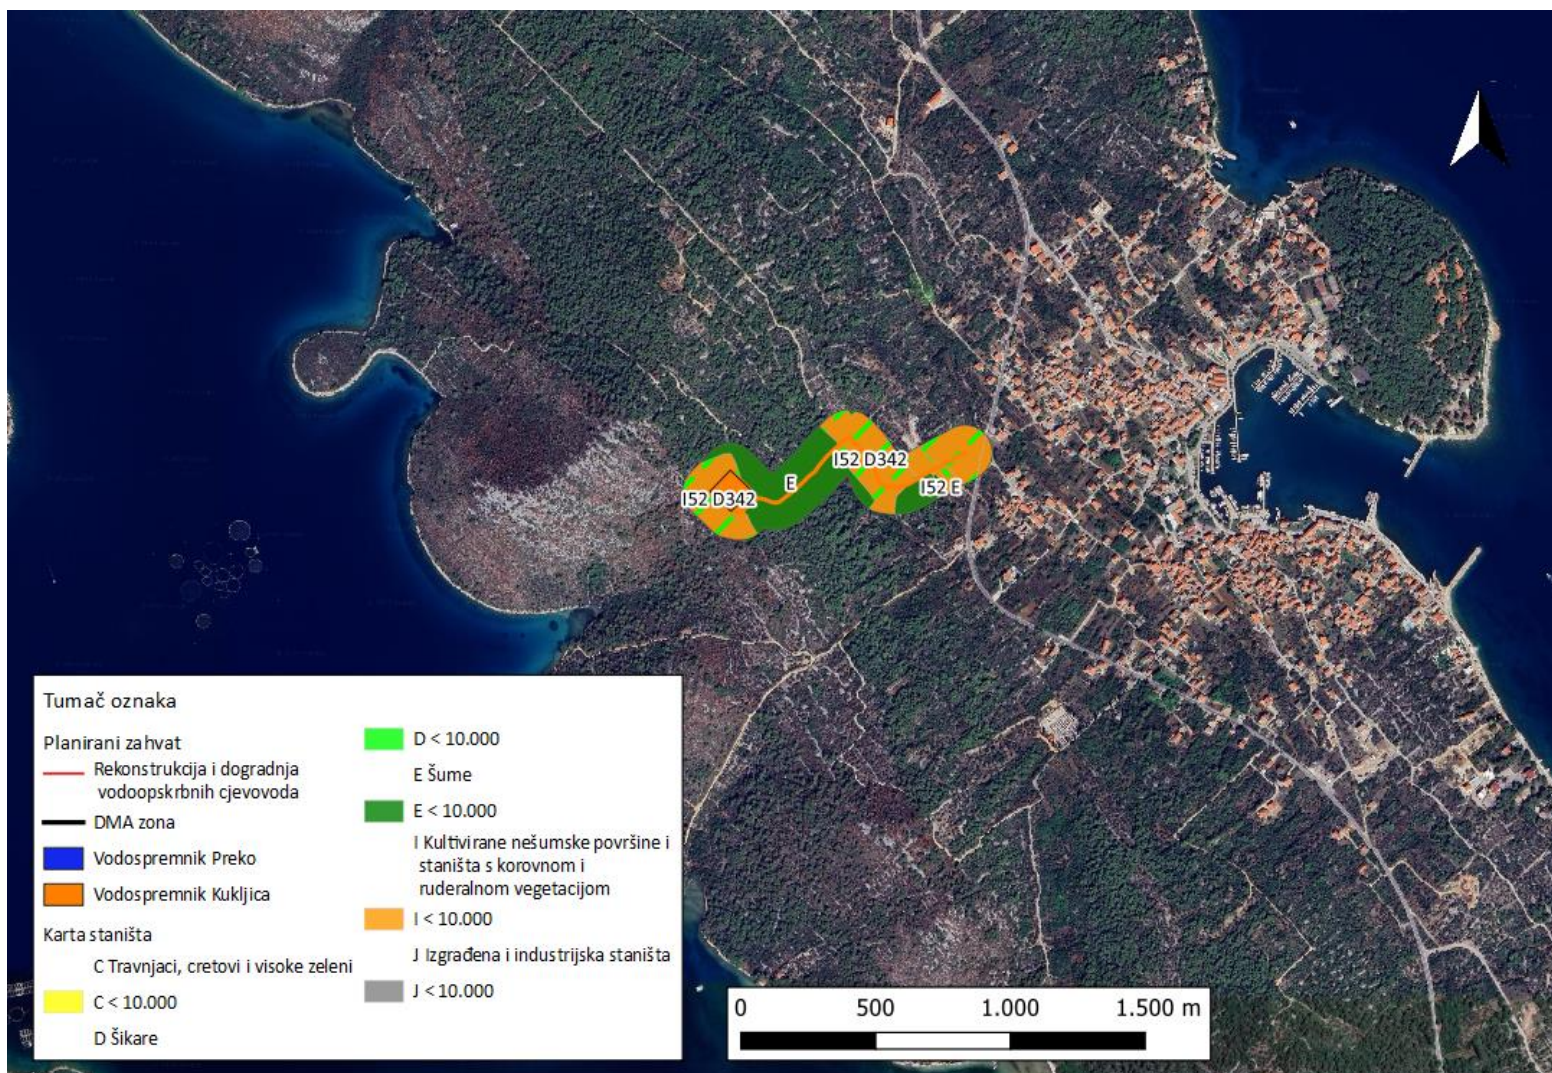 I52 D342
E
I52 D342
I52 E
Tumač oznaka
Planirani zahvat
Rekonstrukcija i dogradnja
vodoopskrbnih cjevovoda
DMA zona
Vodospremnik Preko
Vodospremnik Kukljica
Karta staništa
C Travnjaci, cretovi i visoke zeleni
C < 10.000
D Šikare
D < 10.000
E Šume
E < 10.000
I Kultivirane nešumske površine i
staništa s korovnom i
ruderalnom vegetacijom
I < 10.000
J Izgrađena i industrijska staništa
J < 10.000
0 500 1.000 1.500 m